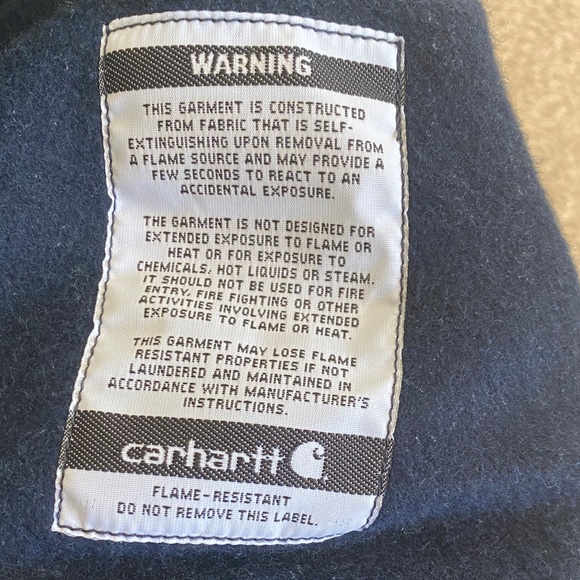 WARNING
THIS GARMENT IS CONSTRUCTED
FROM FABRIC THAT IS SELF-
EXTINGUISHING UPON REMOVAL FROM
A FLAME SOURCE AND MAY PROVIDE A
FEW SECONDS TO REACT TO AN
ACCIDENTAL EXPOSURE.
THE GARMENT IS NOT DESIGNED FOR
EXTENDED EXPOSURE TO FLAME OR
HEAT OR FOR EXPOSURE TO
CHEMICALS, HOT LIQUIDS OR STEAM.
IT SHOULD NOT BE USED FOR FIRE
ENTRY, FIRE FIGHTING OR OTHER
ACTIVITIES INVOLVING EXTENDED
EXPOSURE TO FLAME OR HEAT.
THIS GARMENT MAY LOSE FLAME
RESISTANT PROPERTIES IF NOT
LAUNDERED AND MAINTAINED IN
ACCORDANCE WITH MANUFACTURER'S
INSTRUCTIONS.
carhartt
FLAME-RESISTANT
DO NOT REMOVE THIS LABEL.